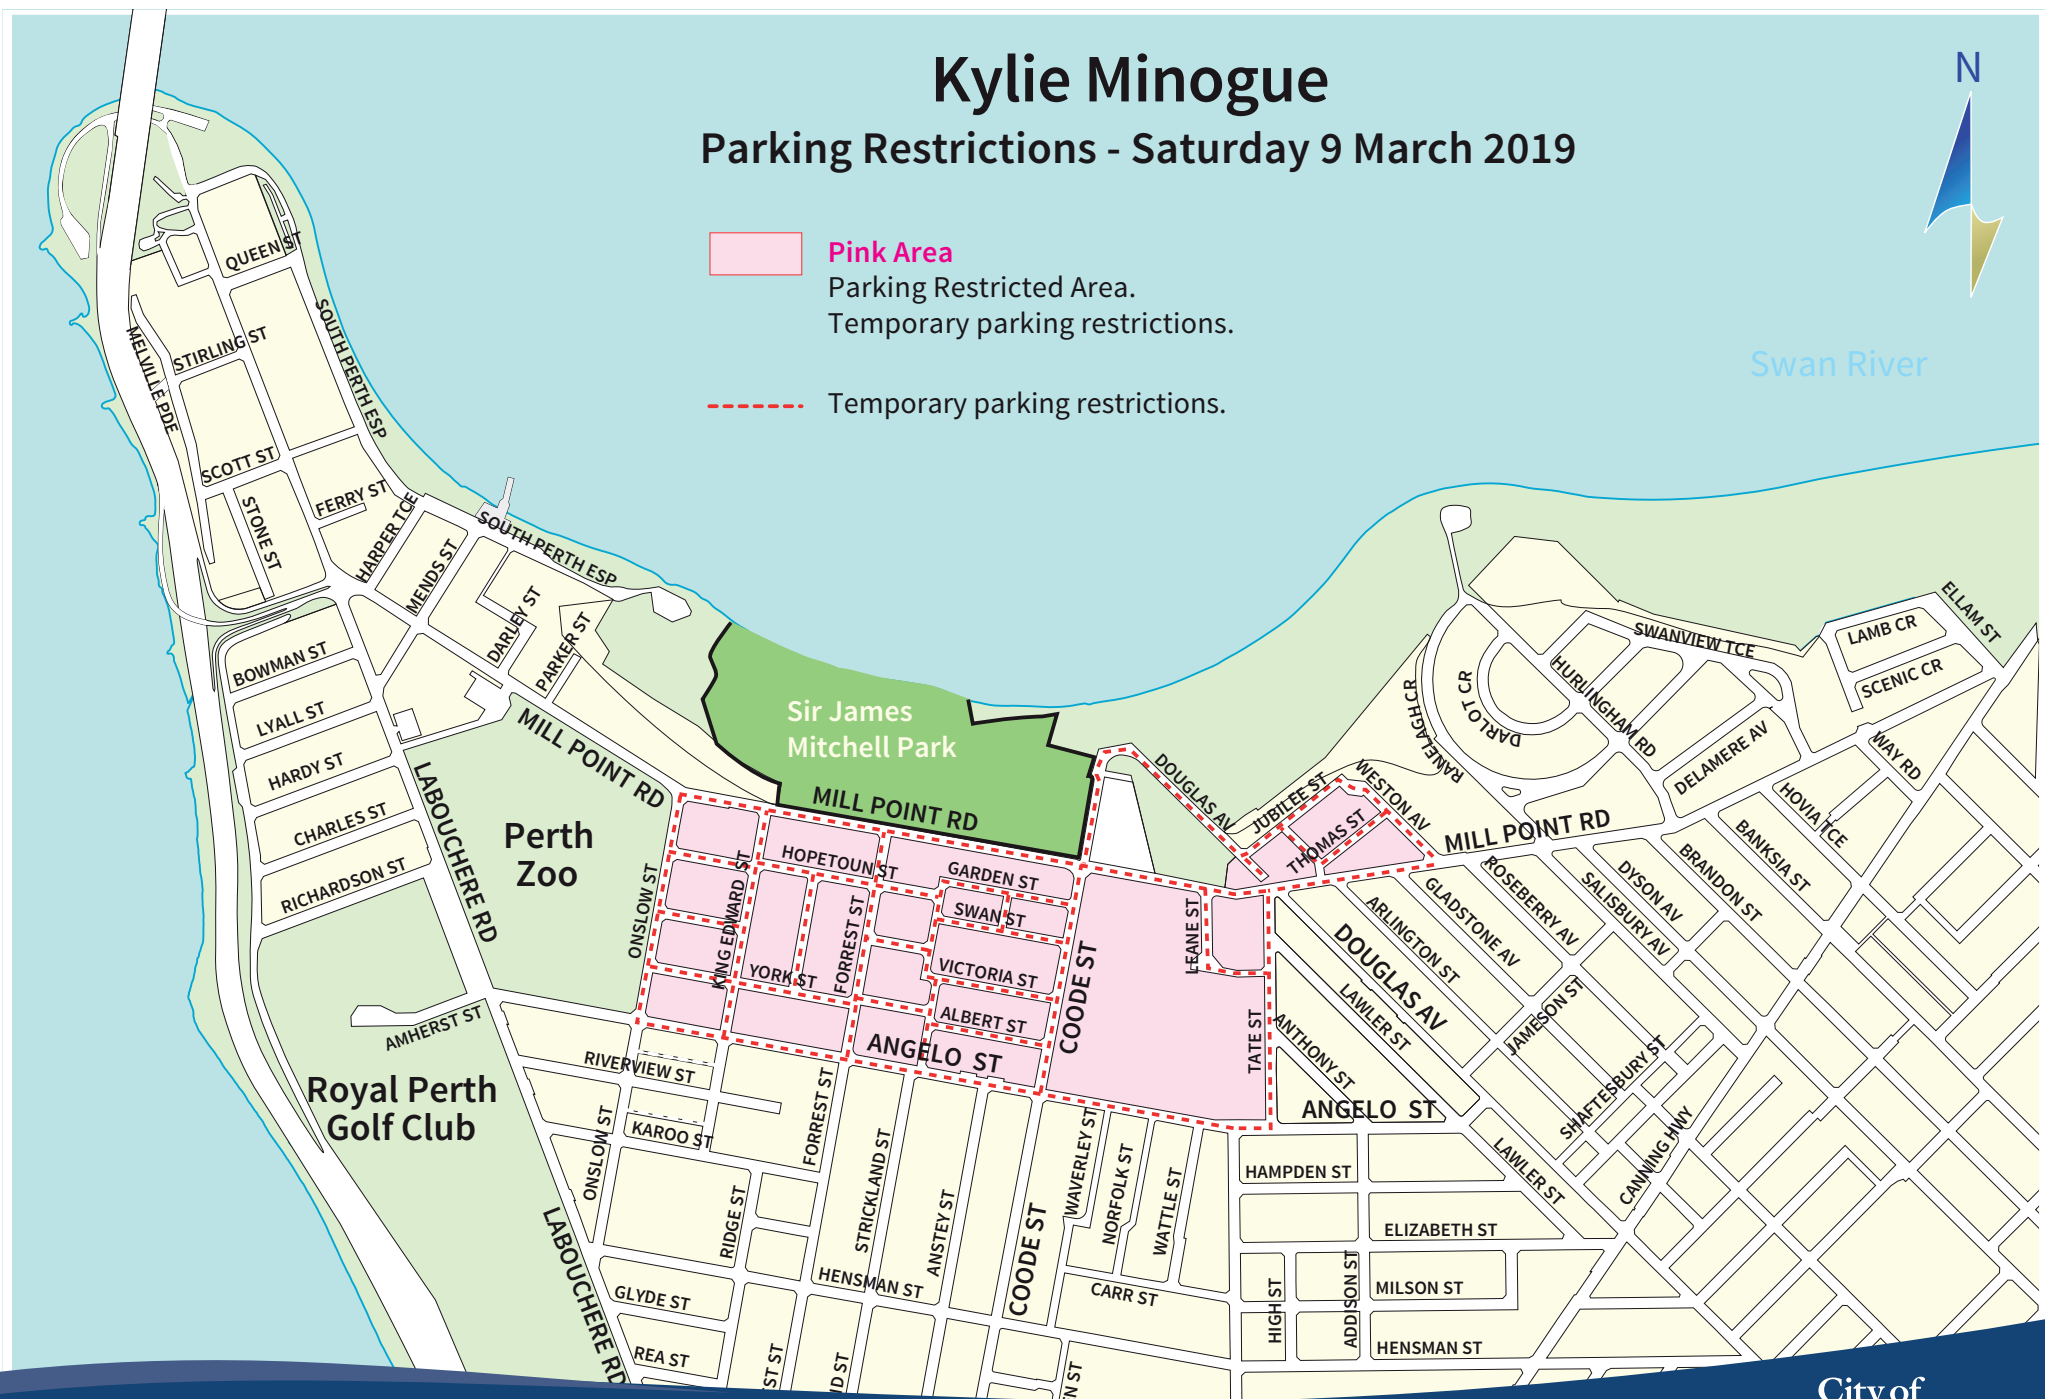 Kylie Minogue
Parking Restrictions - Saturday 9 March 2019
N
Pink Area
Parking Restricted Area.
Temporary parking restrictions.
Temporary parking restrictions.
Swan River
QUEEN ST
STIRLING ST
MELVILLE PDE
SOUTH PERTH ESP
SCOTT ST
STONE ST
FERRY ST
HARPER TCE
MENDS ST
SOUTH PERTH ESP
DARLEY ST
PARKER ST
BOWMAN ST
LYALL ST
HARDY ST
CHARLES ST
RICHARDSON ST
LABOUCHERE RD
MILL POINT RD
Perth
Zoo
Sir James
Mitchell Park
MILL POINT RD
DOUGLAS AV
JUBILEE ST
WESTON AV
THOMAS ST
MILL POINT RD
RANELAGH CR
DARLOT CR
HURLINGHAM RD
SWANVIEW TCE
DELAMERE AV
LAMB CR
SCENIC CR
ELLAM ST
WAY RD
HOVIA TCE
BANKSIA ST
BRANDON ST
DYSON AV
SALISBURY AV
ROSEBERRY AV
GLADSTONE AV
ARLINGTON ST
DOUGLAS AV
LAWLER ST
ANTHONY ST
JAMESON ST
SHAFTESBURY ST
CANNING HWY
ONSLOW ST
KING EDWARD ST
HOPETOUN ST
GARDEN ST
SWAN ST
FORREST ST
YORK ST
VICTORIA ST
ALBERT ST
COODE ST
LEANE ST
TATE ST
ANGELO ST
ANGELO ST
AMHERST ST
Royal Perth
Golf Club
RIVERVIEW ST
KAROO ST
ONSLOW ST
FORREST ST
RIDGE ST
STRICKLAND ST
ANSTEY ST
COODE ST
WAVERLEY ST
NORFOLK ST
WATTLE ST
HAMPDEN ST
LAWLER ST
ELIZABETH ST
HENSMAN ST
CARR ST
HIGH ST
ADDISON ST
MILSON ST
HENSMAN ST
GLYDE ST
REA ST
LABOUCHERE RD
EST ST
ND ST
N ST
City of